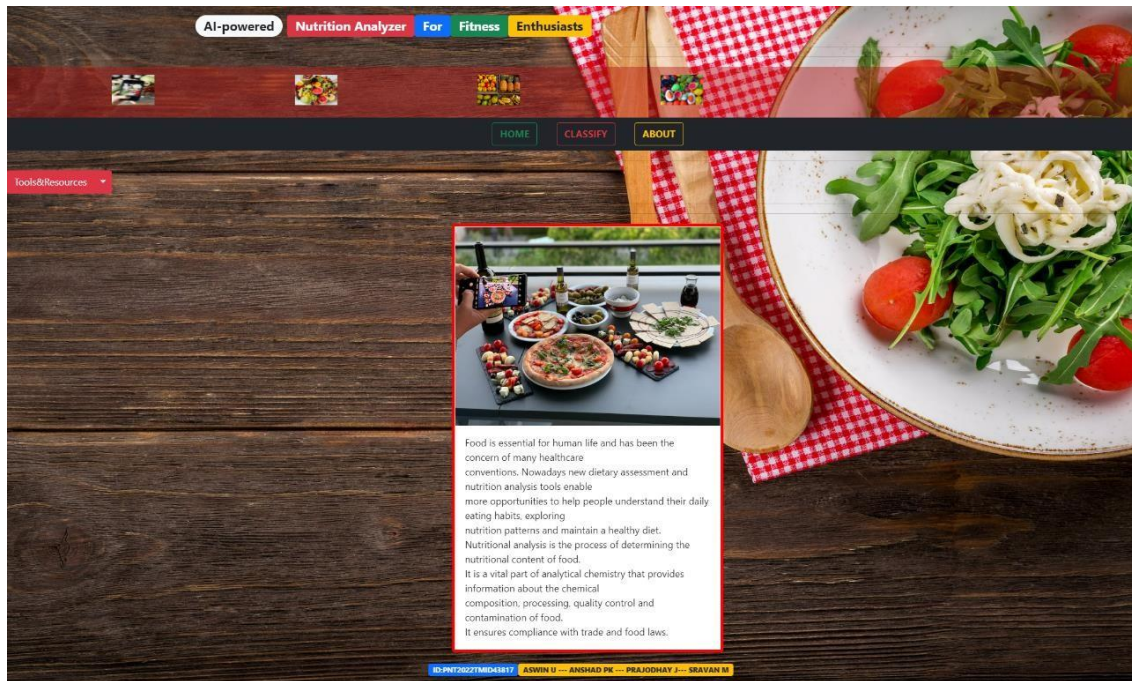 AI-powered Nutrition Analyzer For Fitness Enthusiasts
HOME CLASSIFY ABOUT
Tools&Resources
Food is essential for human life and has been the
concern of many healthcare
conventions. Nowadays new dietary assessment and
nutrition analysis tools enable
more opportunities to help people understand their daily
eating habits, exploring
nutrition patterns and maintain a healthy diet.
Nutritional analysis is the process of determining the
nutritional content of food.
It is a vital part of analytical chemistry that provides
information about the chemical
composition, processing, quality control and
contamination of food.
It ensures compliance with trade and food laws.
ID:PNT2022TMID43817 ASWIN U --- ANSHAD PK --- PRAJODHAY J--- SRAVAN M